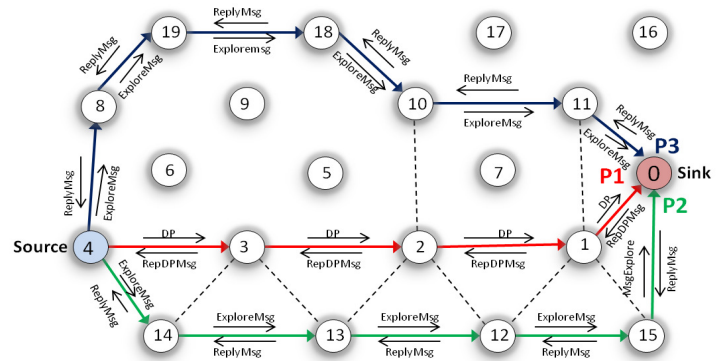 ReplyMsg
19
18
17
16
Exploremsg
ReplyMsg
ExploreMsg
ReplyMsg
ExploreMsg
ReplyMsg
8
9
10
11
ExploreMsg
ReplyMsg
ExploreMsg
P3
ReplyMsg
ExploreMsg
6
5
7
P1
0
Sink
P2
Source
4
DP
3
DP
2
DP
1
DP
RepDPMsg
RepDPMsg
RepDPMsg
RepDPMsg
ExploreMsg
ReplyMsg
MsgExplore
ReplyMsg
14
ExploreMsg
13
ExploreMsg
12
ExploreMsg
15
ReplyMsg
ReplyMsg
ReplyMsg